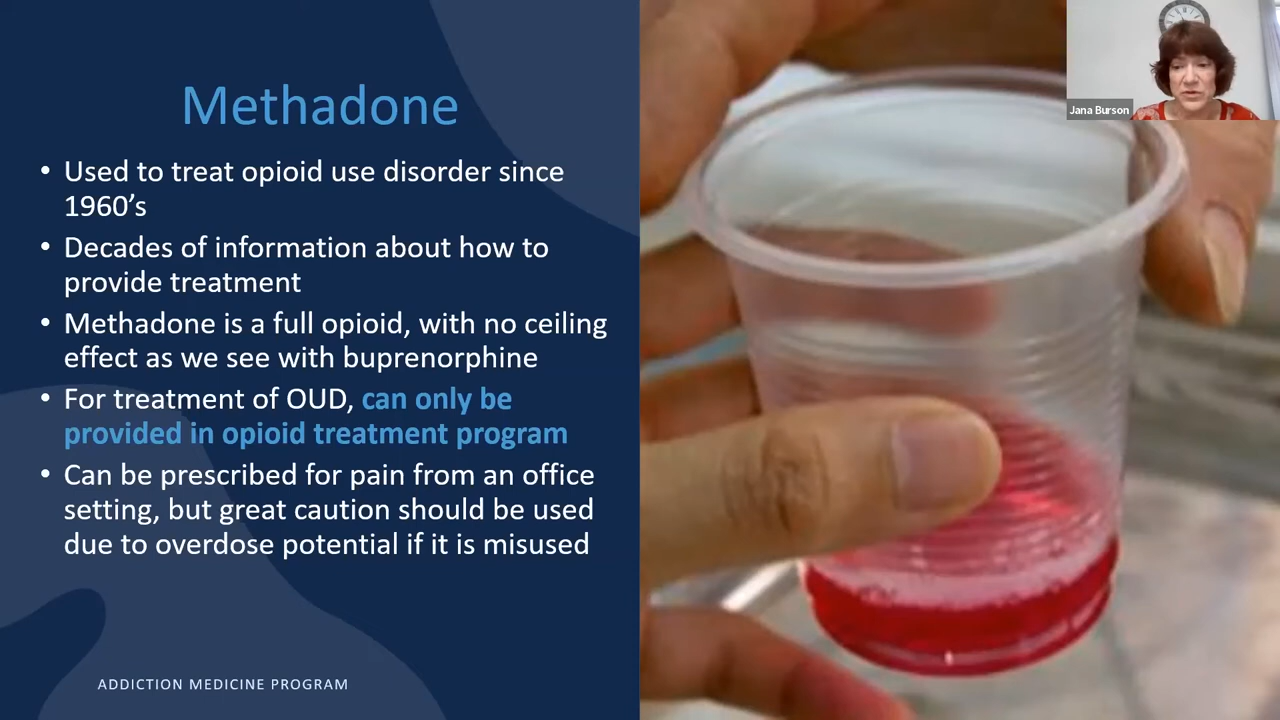 Methadone
• Used to treat opioid use disorder since
1960's
• Decades of information about how to
provide treatment
• Methadone is a full opioid, with no ceiling
effect as we see with buprenorphine
• For treatment of OUD, can only be
provided in opioid treatment program
• Can be prescribed for pain from an office
setting, but great caution should be used
due to overdose potential if it is misused
ADDICTION MEDICINE PROGRAM
Jana Burson